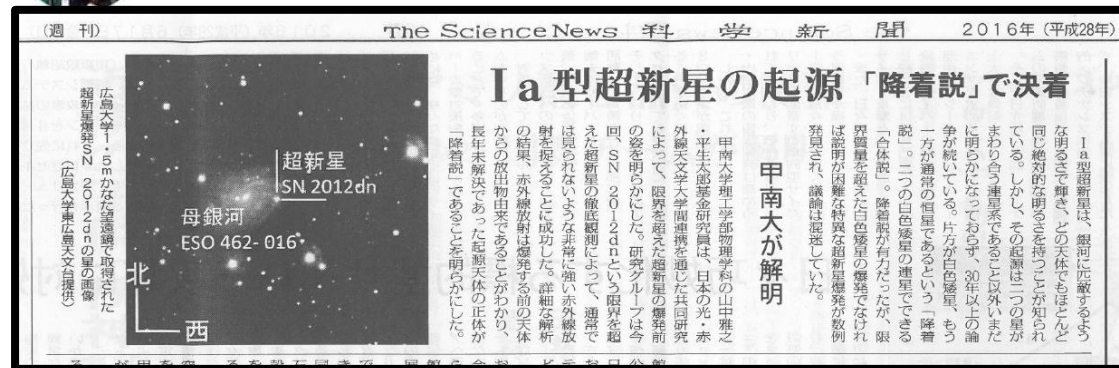 (週 刊)
The Science News 科 学 新 聞
2016年 (平成28年)
Ia型超新星の起源「降着説」で決着
甲南大が解明
Ia型超新星は、銀河に匹敵するよう
な明るさで輝き、どの天体でもほとんど
同じ絶対的な明るさを持つことが知られ
ている。しかし、その起源は二つの星が
まわり合う連星系であること以外いまだ
に明らかになっておらず、30年以上の論
争が続いている。片方が白色矮星、もう
一方が通常の恒星であるという「降着
説」。二つの白色矮星の連星でできる
「合体説」。降着説が有力だったが、限
界質量を超えた白色矮星の爆発でなけれ
ば説明が困難な特異な超新星爆発が数例
発見され、議論は混迷していた。
甲南大学理工学部物理学科の山中雅之
・平生太郎基金研究員は、日本の光・赤
外線天文学大学間連携を通じた共同研究
によって、限界を超えた超新星の爆発前
の姿を明らかにした。研究グループは今
回、SN 2012dnという限界を超
えた超新星の徹底観測によって、通常で
は見られないような非常に強い赤外線放
射を捉えることに成功した。詳細な解析
の結果、赤外線放射は爆発する前の天体
からの放出物由来であることがわかり、
長年未解決であった起源天体の正体が
「降着説」であることを明らかにした。
超新星
SN 2012dn
母銀河
ESO 462- 016
北
西
広島大学1・5mかなた望遠鏡で取得された
超新星爆発SN 2012dnの星の画像
(広島大学東広島天文台提供)